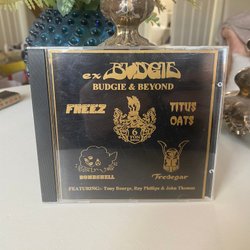 ex BUDGIE
BUDGIE & BEYOND
FREEZ
TITUS
OATS
6
TON
BOMBSHELL
Tredegar
FEATURING:- Tony Bourge, Ray Phillips & John Thomas